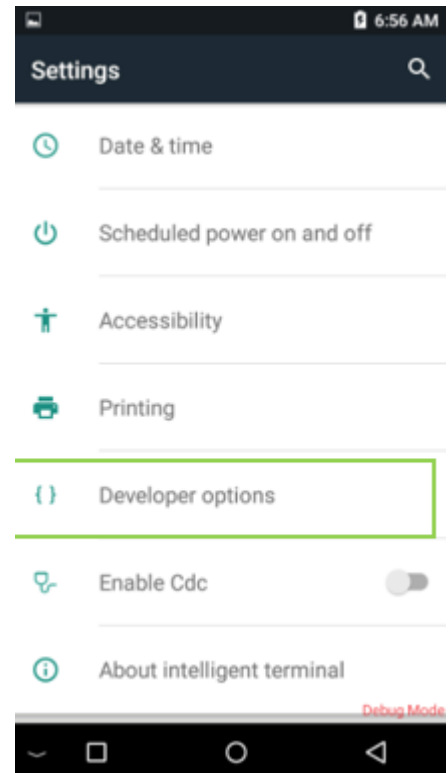 6:56 AM
Settings
Date & time
Scheduled power on and off
Accessibility
Printing
{ } Developer options
Enable Cdc
About intelligent terminal
Debug Mode